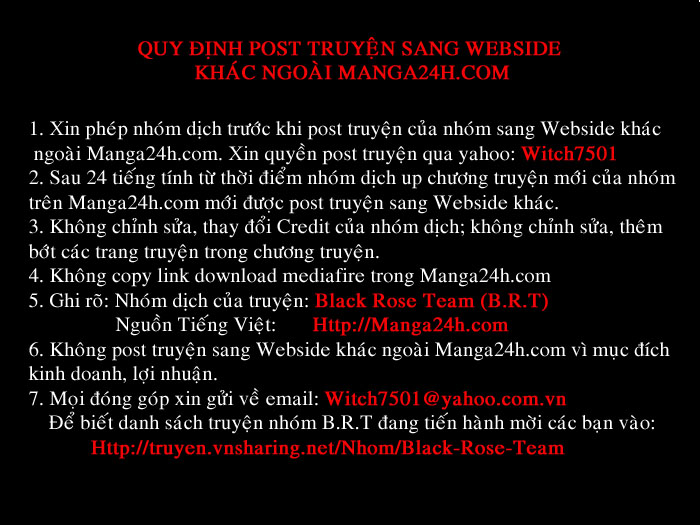 QUY ĐỊNH POST TRUYỆN SANG WEBSIDE
KHÁC NGOÀI MANGA24H.COM
1. Xin phép nhóm dịch trước khi post truyện của nhóm sang Webside khác
ngoài Manga24h.com. Xin quyền post truyện qua yahoo: Witch7501
2. Sau 24 tiếng tính từ thời điểm nhóm dịch up chương truyện mới của nhóm
trên Manga24h.com mới được post truyện sang Webside khác.
3. Không chỉnh sửa, thay đổi Credit của nhóm dịch; không chỉnh sửa, thêm
bớt các trang truyện trong chương truyện.
4. Không copy link download mediafire trong Manga24h.com
5. Ghi rõ: Nhóm dịch của truyện: Black Rose Team (B.R.T)
Nguồn Tiếng Việt: Http://Manga24h.com
6. Không post truyện sang Webside khác ngoài Manga24h.com vì mục đích
kinh doanh, lợi nhuận.
7. Mọi đóng góp xin gửi về email: Witch7501@yahoo.com.vn
Để biết danh sách truyện nhóm B.R.T đang tiến hành mời các bạn vào:
Http://truyen.vnsharing.net/Nhom/Black-Rose-Team